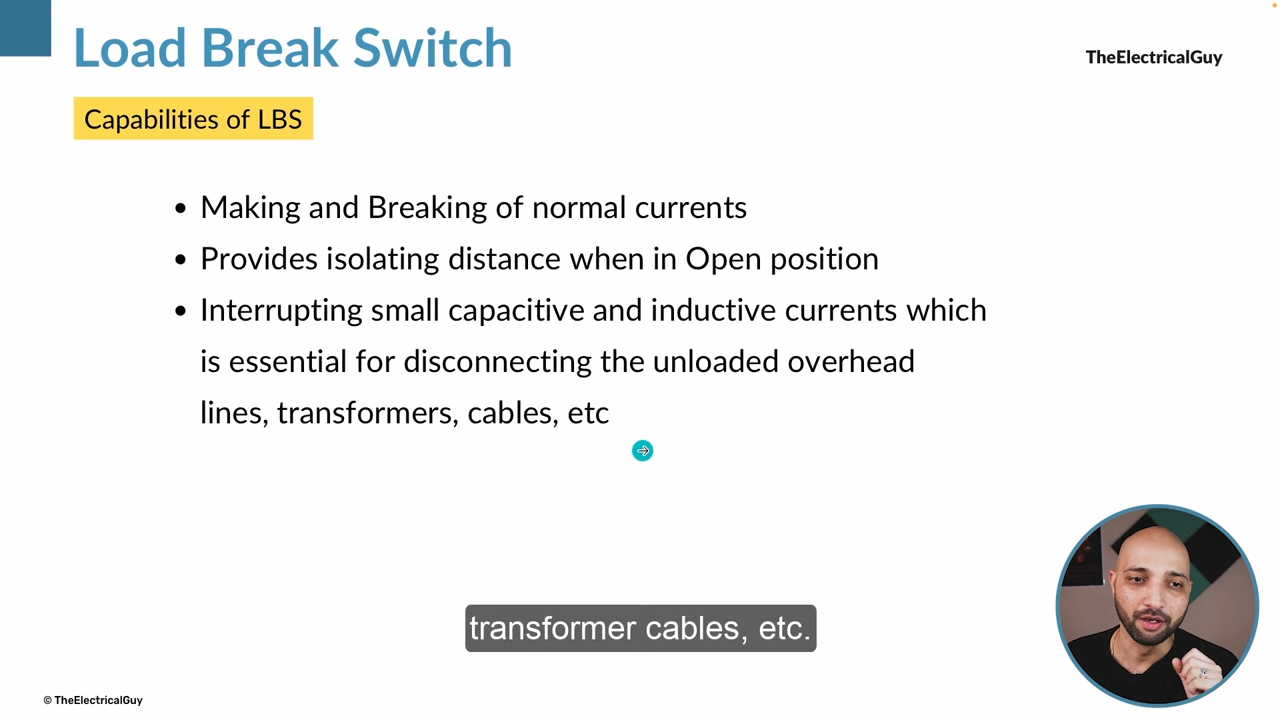 Load Break Switch
TheElectricalGuy
Capabilities of LBS
• Making and Breaking of normal currents
• Provides isolating distance when in Open position
• Interrupting small capacitive and inductive currents which
is essential for disconnecting the unloaded overhead
lines, transformers, cables, etc
transformer cables, etc.
© TheElectricalGuy